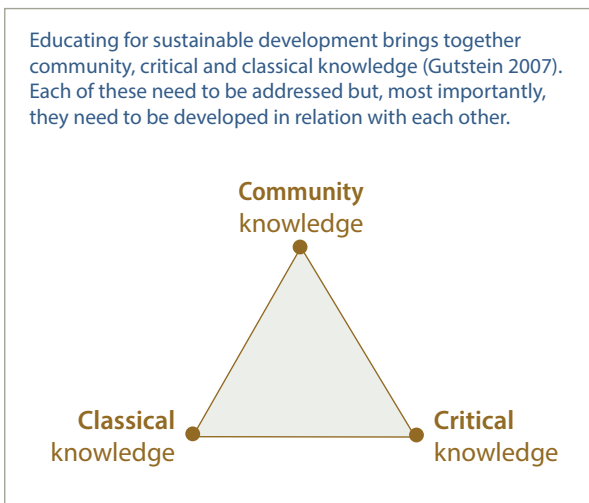 Educating for sustainable development brings together
community, critical and classical knowledge (Gutstein 2007).
Each of these need to be addressed but, most importantly,
they need to be developed in relation with each other.
Community
knowledge
Classical
knowledge
Critical
knowledge